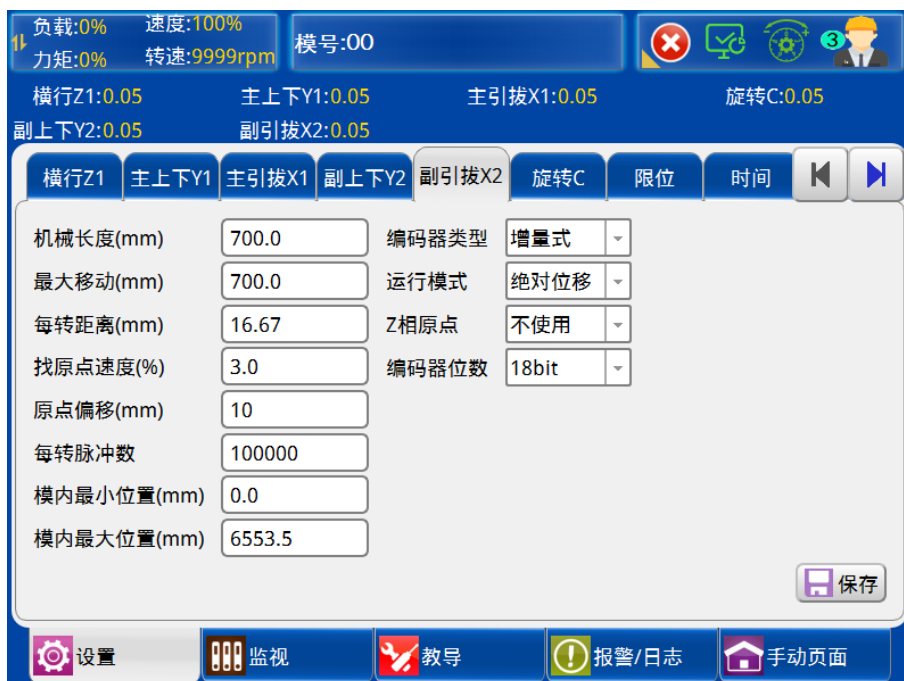 负载:0% 速度:100%
力矩:0% 转速:9999rpm
模号:00
3
横行Z1:0.05 主上下Y1:0.05 主引拔X1:0.05 旋转C:0.05
副上下Y2:0.05 副引拔X2:0.05
横行Z1 主上下Y1 主引拔X1 副上下Y2 副引拔X2 旋转C 限位 时间
机械长度(mm) 700.0 编码器类型 增量式
最大移动(mm) 700.0 运行模式 绝对位移
每转距离(mm) 16.67 Z相原点 不使用
找原点速度(%) 3.0 编码器位数 18bit
原点偏移(mm) 10
每转脉冲数 100000
模内最小位置(mm) 0.0
模内最大位置(mm) 6553.5
保存
设置 监视 教导 报警/日志 手动页面